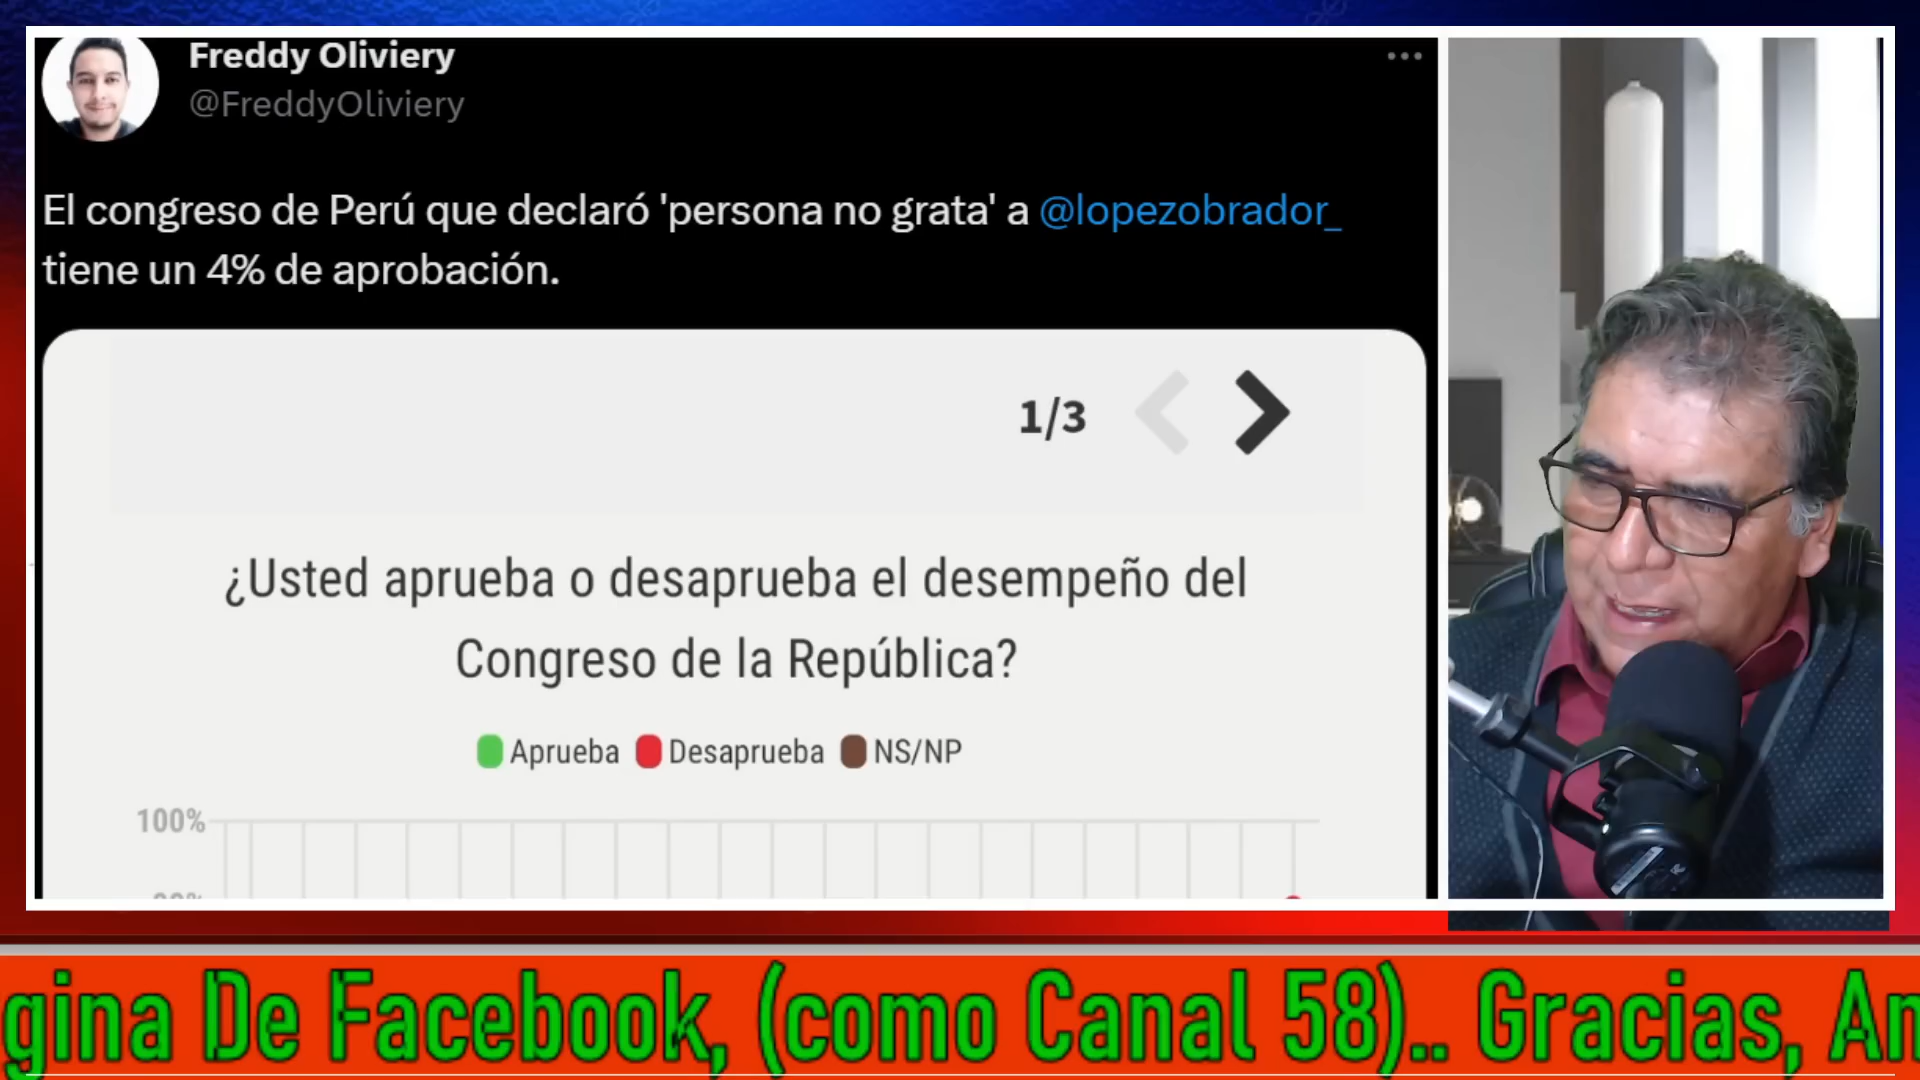 Freddy Oliviery
@FreddyOliviery
El congreso de Perú que declaró 'persona no grata' a @lopezobrador_
tiene un 4% de aprobación.
1/3
¿Usted aprueba o desaprueba el desempeño del
Congreso de la República?
Aprueba Desaprueba NS/NP
100%
gina De Facebook, (como Canal 58).. Gracias, An